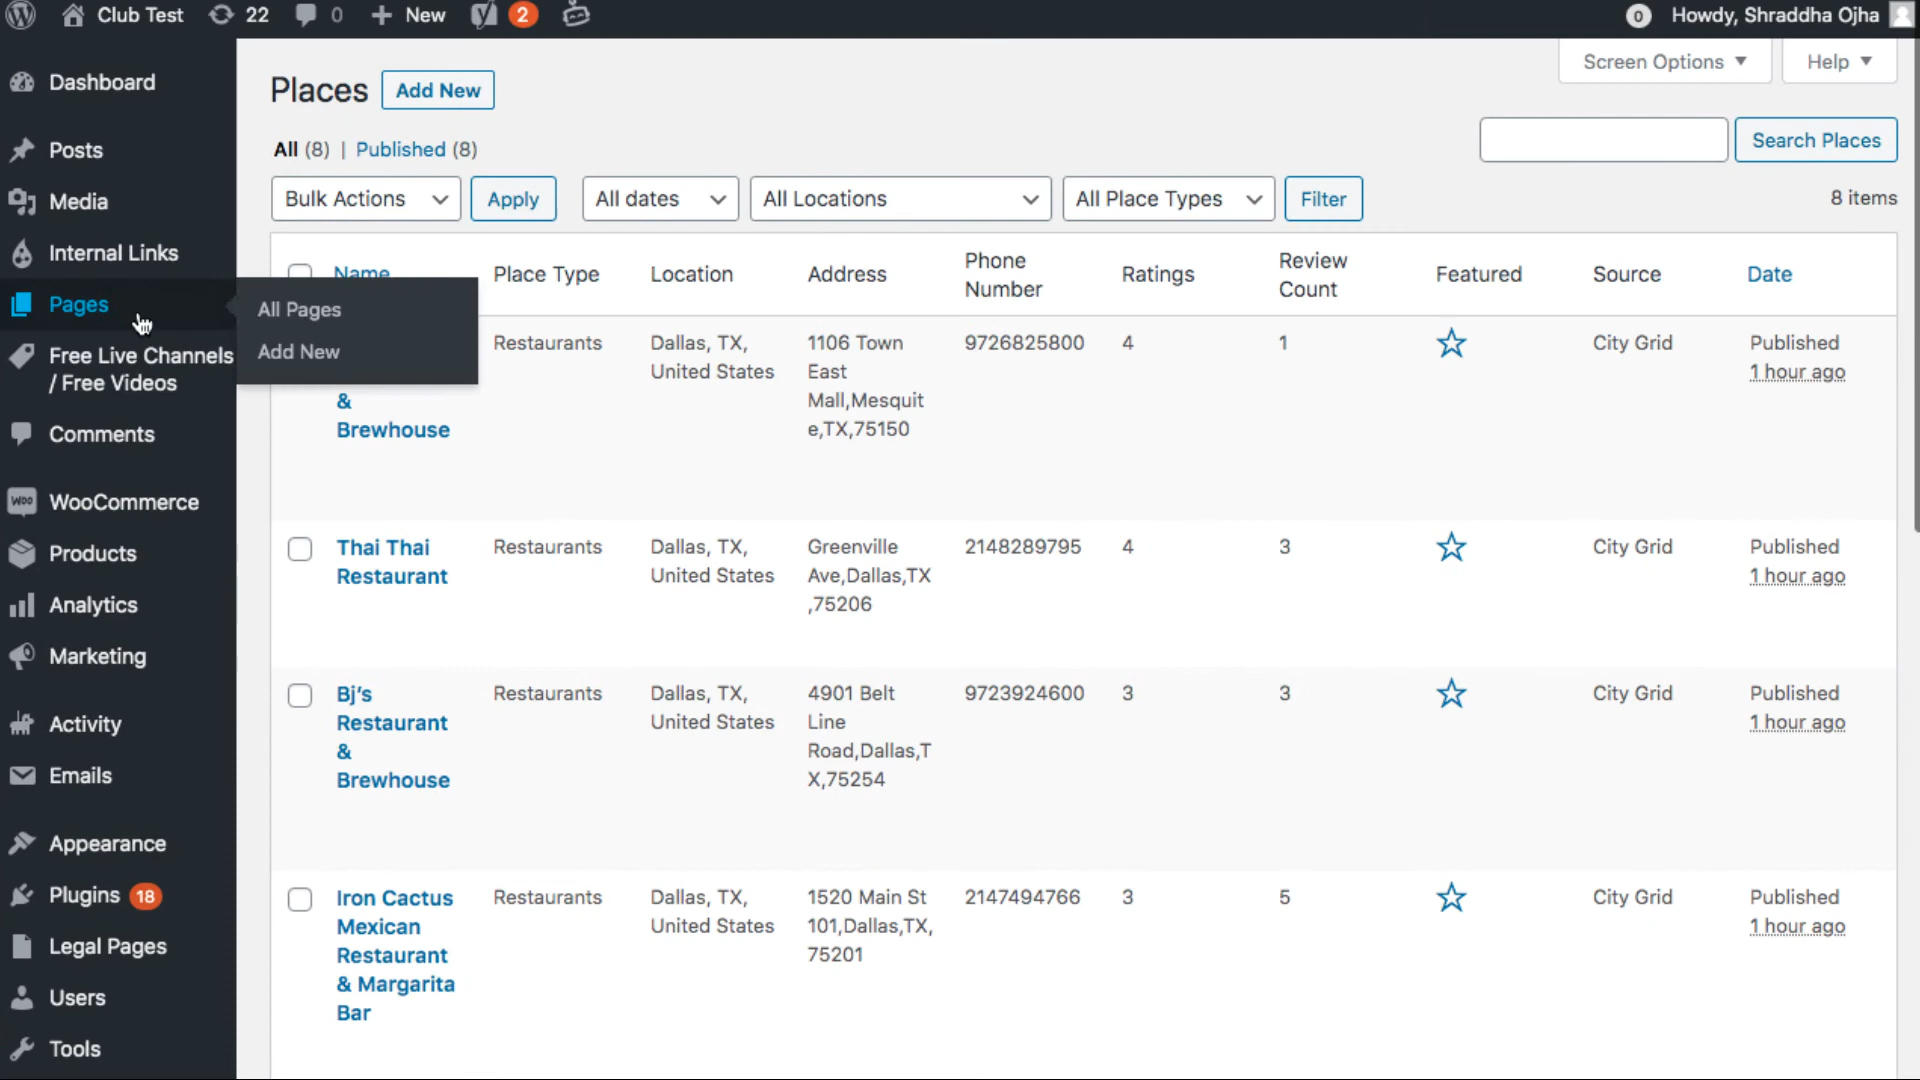 Club Test
22
0
New
2
0
Howdy, Shraddha Ojha
Dashboard
Posts
Media
Internal Links
Pages
Free Live Channels
/ Free Videos
Comments
WooCommerce
Products
Analytics
Marketing
Activity
Emails
Appearance
Plugins 18
Legal Pages
Users
Tools
All Pages
Add New
Screen Options
Help
Places
Add New
All (8) | Published (8)
Search Places
Bulk Actions
Apply
All dates
All Locations
All Place Types
Filter
8 items
Name
Place Type
Location
Address
Phone
Number
Ratings
Review
Count
Featured
Source
Date
&
Brewhouse
Restaurants
Dallas, TX,
United States
1106 Town
East
Mall,Mesquit
e,TX,75150
9726825800
4
1
City Grid
Published
1 hour ago
Thai Thai
Restaurant
Restaurants
Dallas, TX,
United States
Greenville
Ave,Dallas,TX
,75206
2148289795
4
3
City Grid
Published
1 hour ago
Bj's
Restaurant
&
Brewhouse
Restaurants
Dallas, TX,
United States
4901 Belt
Line
Road,Dallas,T
X,75254
9723924600
3
3
City Grid
Published
1 hour ago
Iron Cactus
Mexican
Restaurant
& Margarita
Bar
Restaurants
Dallas, TX,
United States
1520 Main St
101,Dallas,TX,
75201
2147494766
3
5
City Grid
Published
1 hour ago